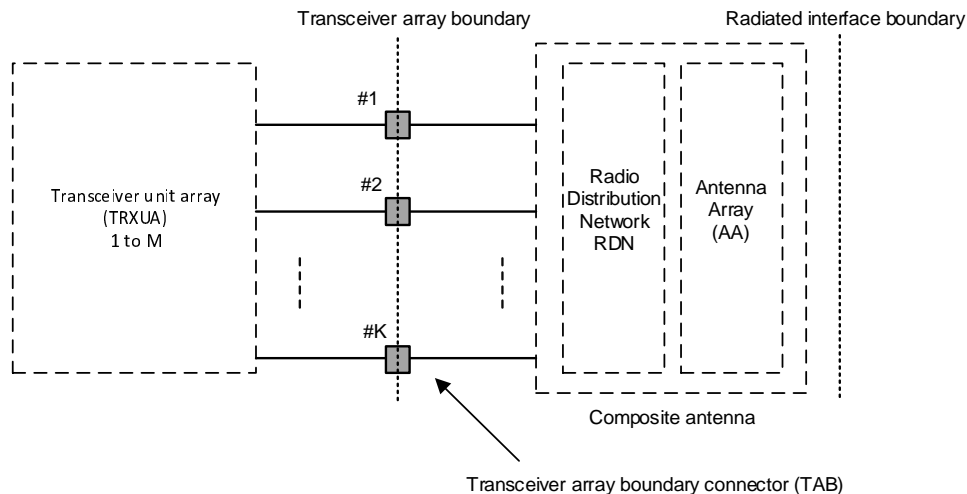 Transceiver array boundary
Radiated interface boundary
#1
#2
#K
Transceiver unit array
(TRXUA)
1 to M
Radio
Distribution
Network
RDN
Antenna
Array
(AA)
Composite antenna
Transceiver array boundary connector (TAB)